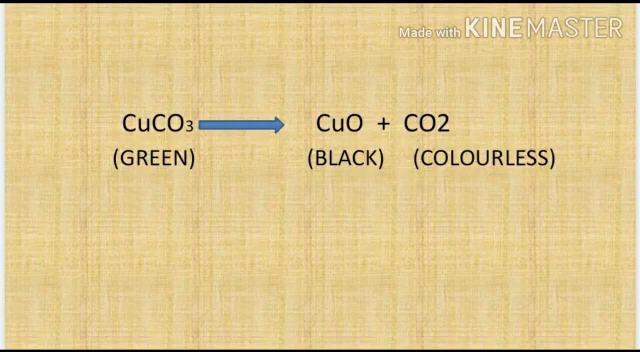 Made with KINEMASTER
CuCO3 → CuO + CO2
(GREEN) (BLACK) (COLOURLESS)